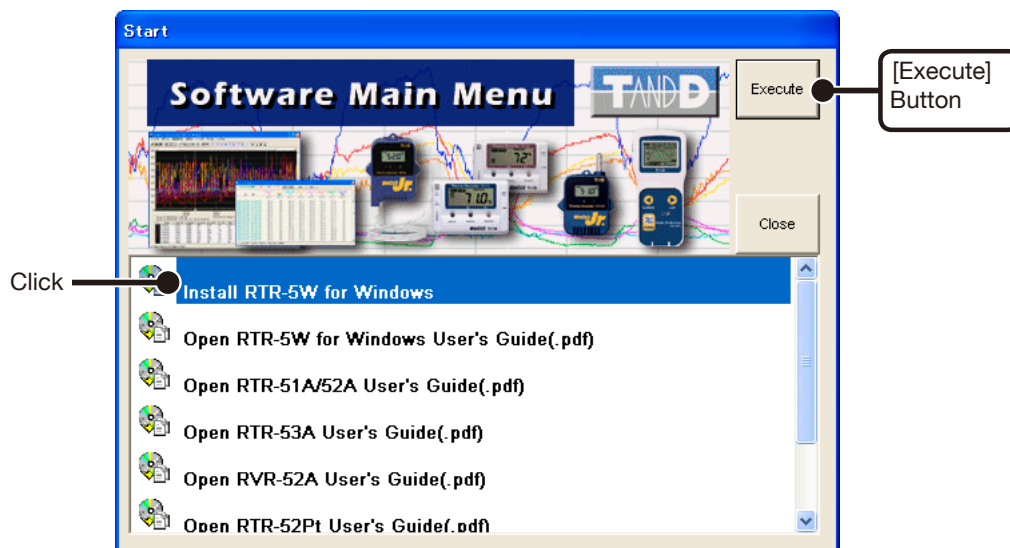 Start
Software Main Menu
TANDD
Execute
[Execute]
Button
Close
Click
Install RTR-5W for Windows
Open RTR-5W for Windows User's Guide(.pdf)
Open RTR-51A/52A User's Guide(.pdf)
Open RTR-53A User's Guide(.pdf)
Open RVR-52A User's Guide(.pdf)
Open RTR-52Pt User's Guide(.pdf)